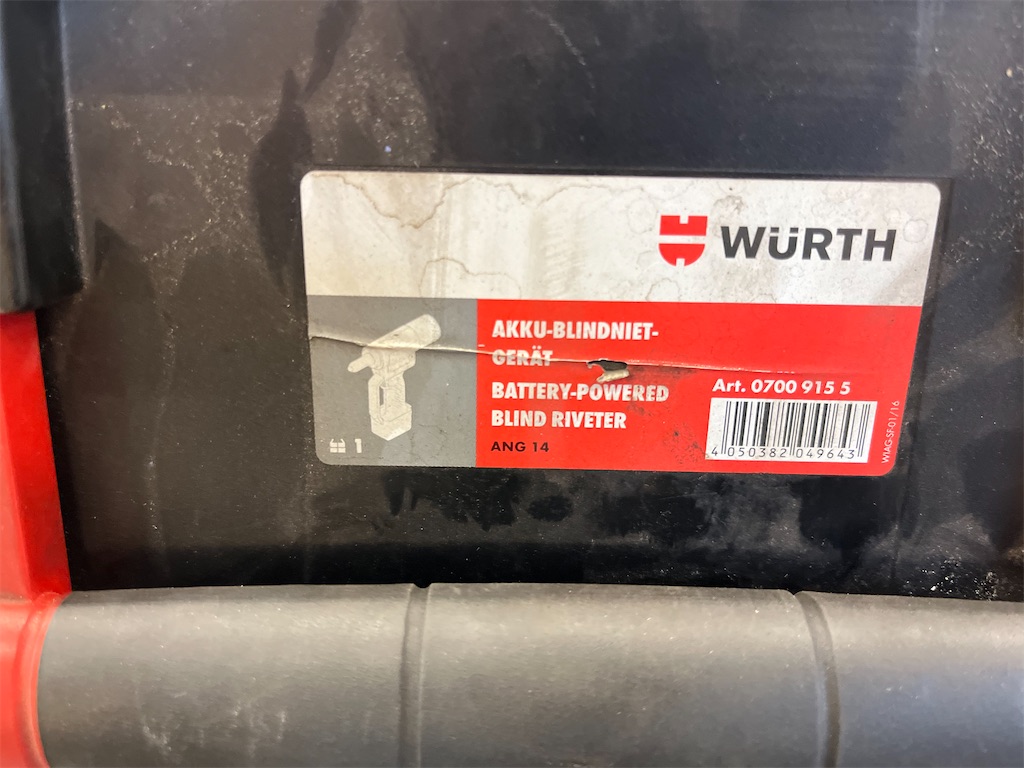 WÜRTH
AKKU-BLINDNIET-
GERÄT
BATTERY-POWERED
BLIND RIVETER
ANG 14
1
Art. 0700 915 5
4 050382 049643
WIAG-SF-01/16